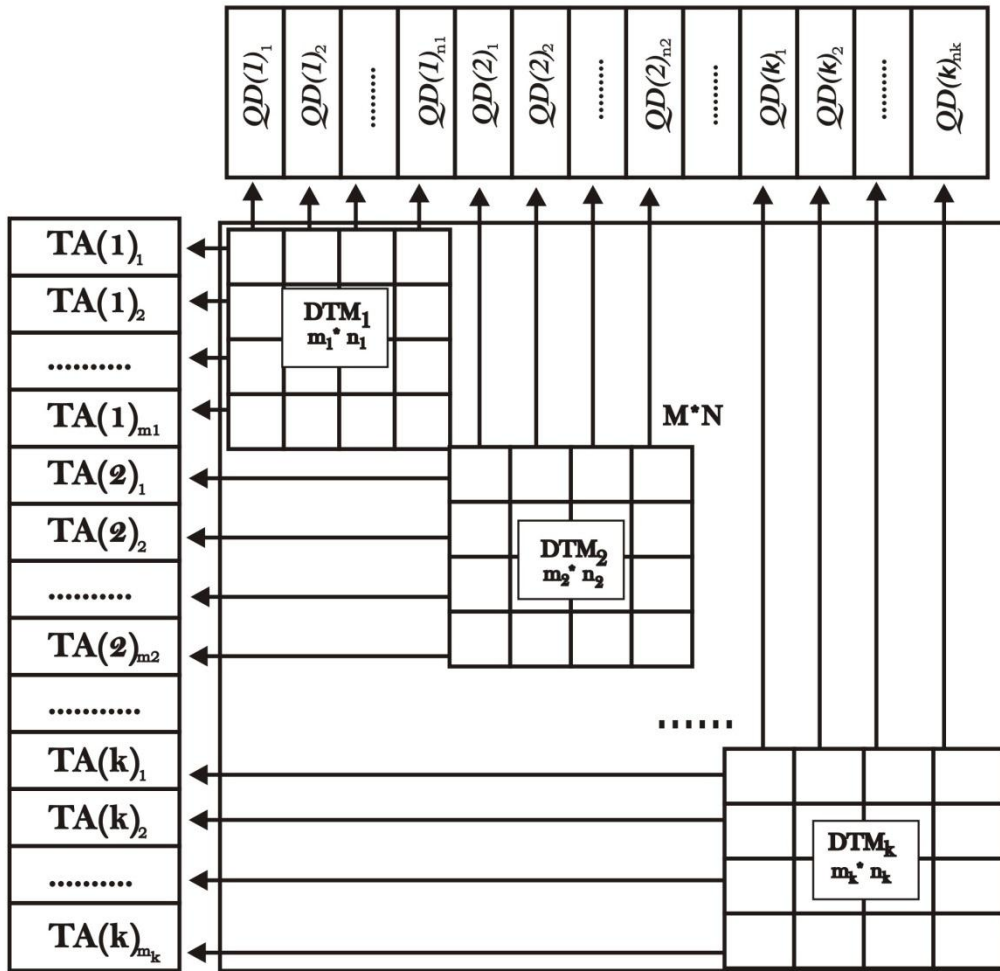 QD(1)₁
QD(1)₂
........
QD(1)ₙ₁
QD(2)₁
QD(2)₂
........
QD(2)ₙ₂
........
QD(k)₁
QD(k)₂
........
QD(k)ₙₖ
TA(1)₁
TA(1)₂
..........
TA(1)ₘ₁
TA(2)₁
TA(2)₂
..........
TA(2)ₘ₂
...........
TA(k)₁
TA(k)₂
..........
TA(k)ₘₖ
DTM₁
m₁* n₁
M*N
DTM₂
m₂* n₂
......
DTMₖ
mₖ* nₖ